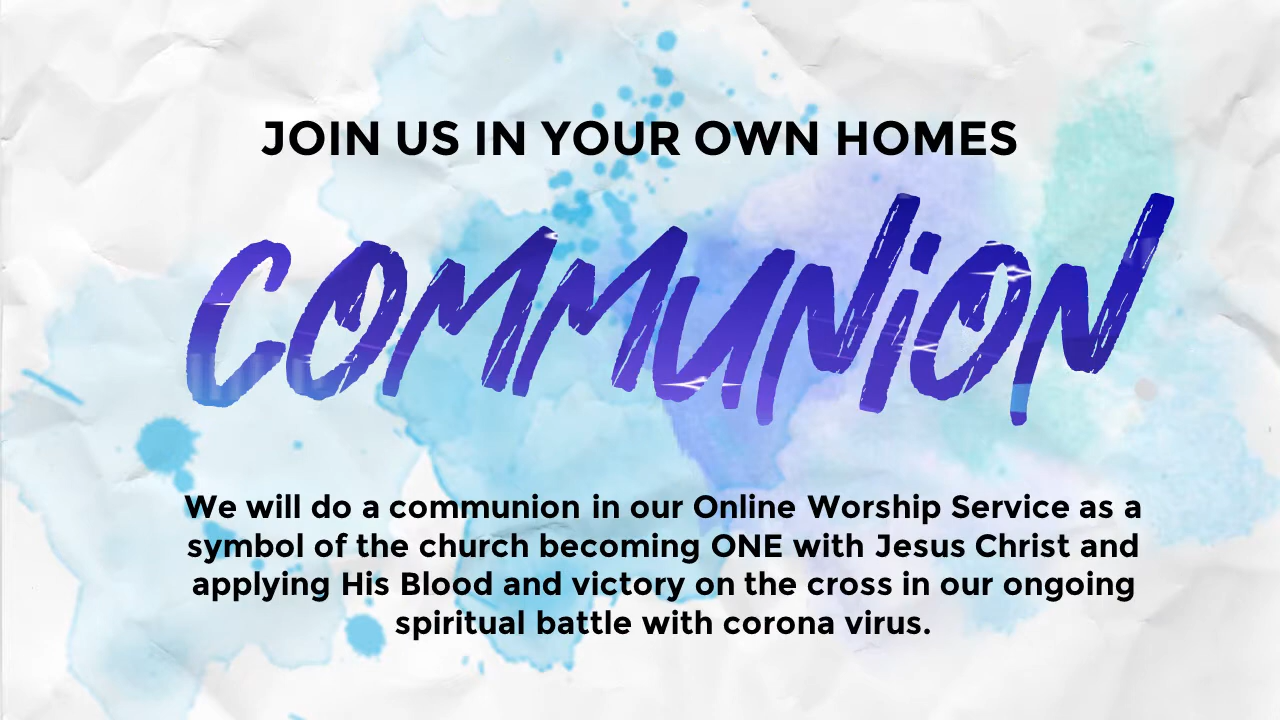 JOIN US IN YOUR OWN HOMES
COMMUNiON
We will do a communion in our Online Worship Service as a
symbol of the church becoming ONE with Jesus Christ and
applying His Blood and victory on the cross in our ongoing
spiritual battle with corona virus.